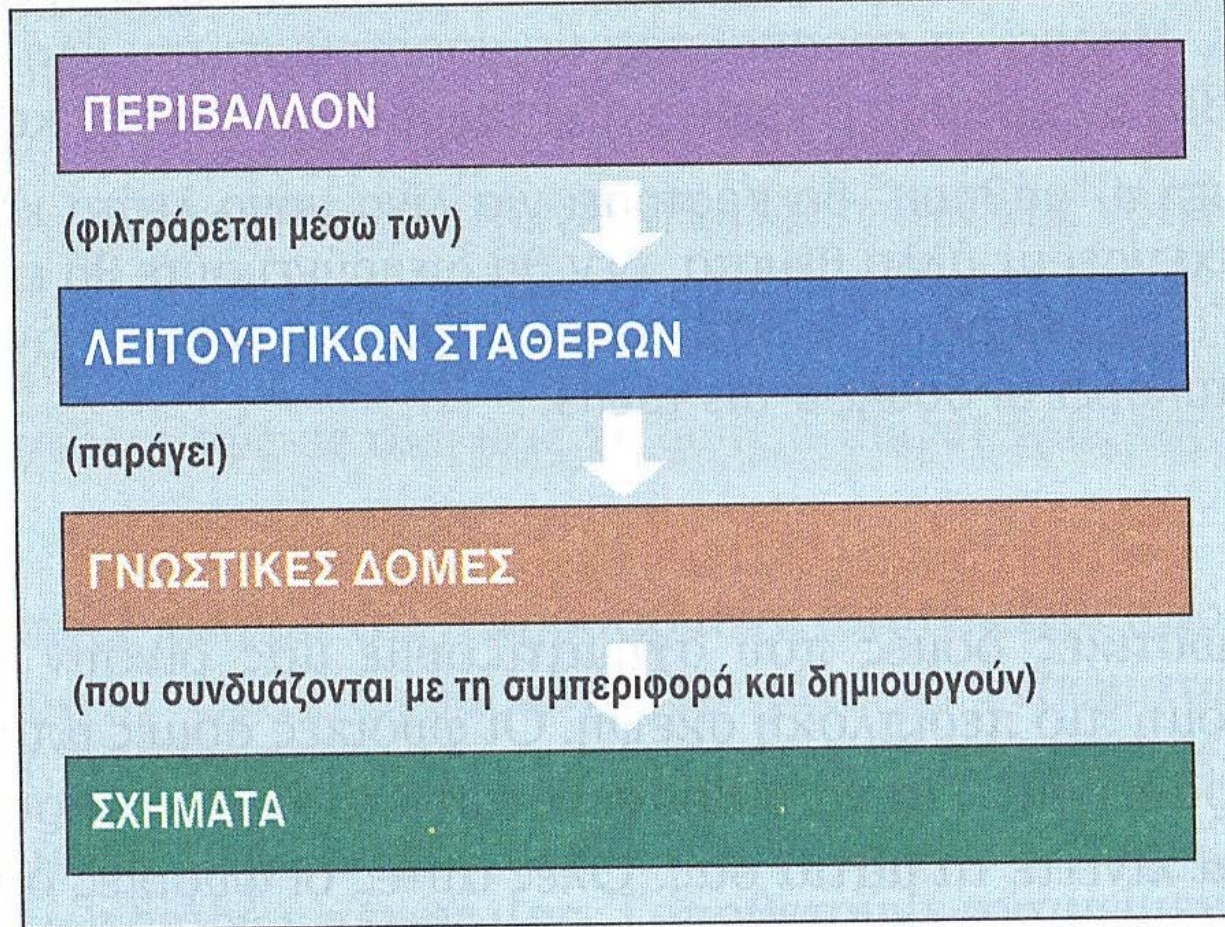 ΠΕΡΙΒΑΛΛΟΝ
(φιλτράρεται μέσω των)
ΛΕΙΤΟΥΡΓΙΚΩΝ ΣΤΑΘΕΡΩΝ
(παράγει)
ΓΝΩΣΤΙΚΕΣ ΔΟΜΕΣ
(που συνδυάζονται με τη συμπεριφορά και δημιουργούν)
ΣΧΗΜΑΤΑ